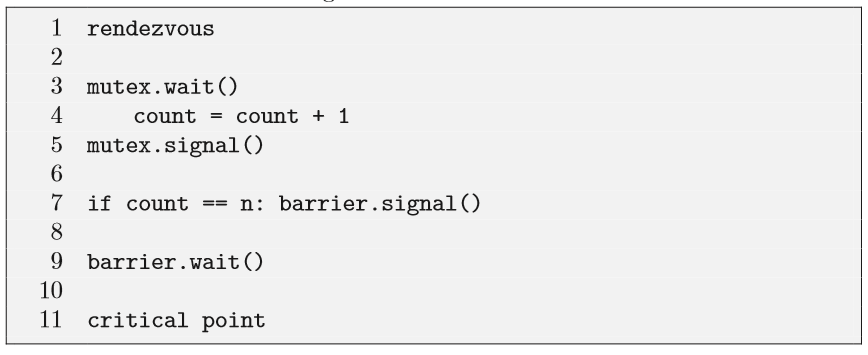 1 rendezvous
2
3 mutex.wait()
4     count = count + 1
5 mutex.signal()
6
7 if count == n: barrier.signal()
8
9 barrier.wait()
10
11 critical point